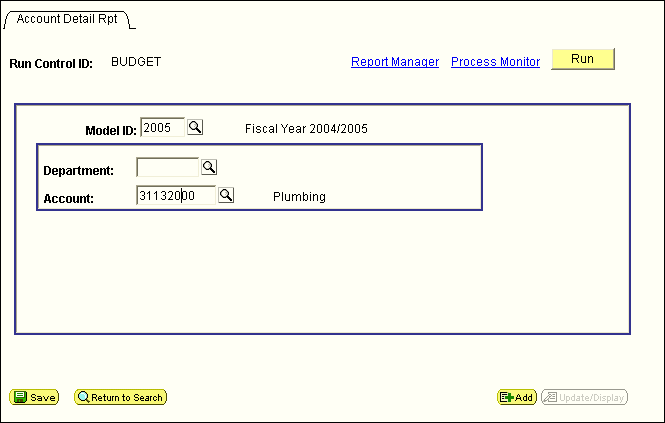 Account Detail Rpt
Run Control ID: BUDGET Report Manager Process Monitor Run
Model ID: 2005 Fiscal Year 2004/2005
Department:
Account: 31132000 Plumbing
Save Return to Search Add Update/Display